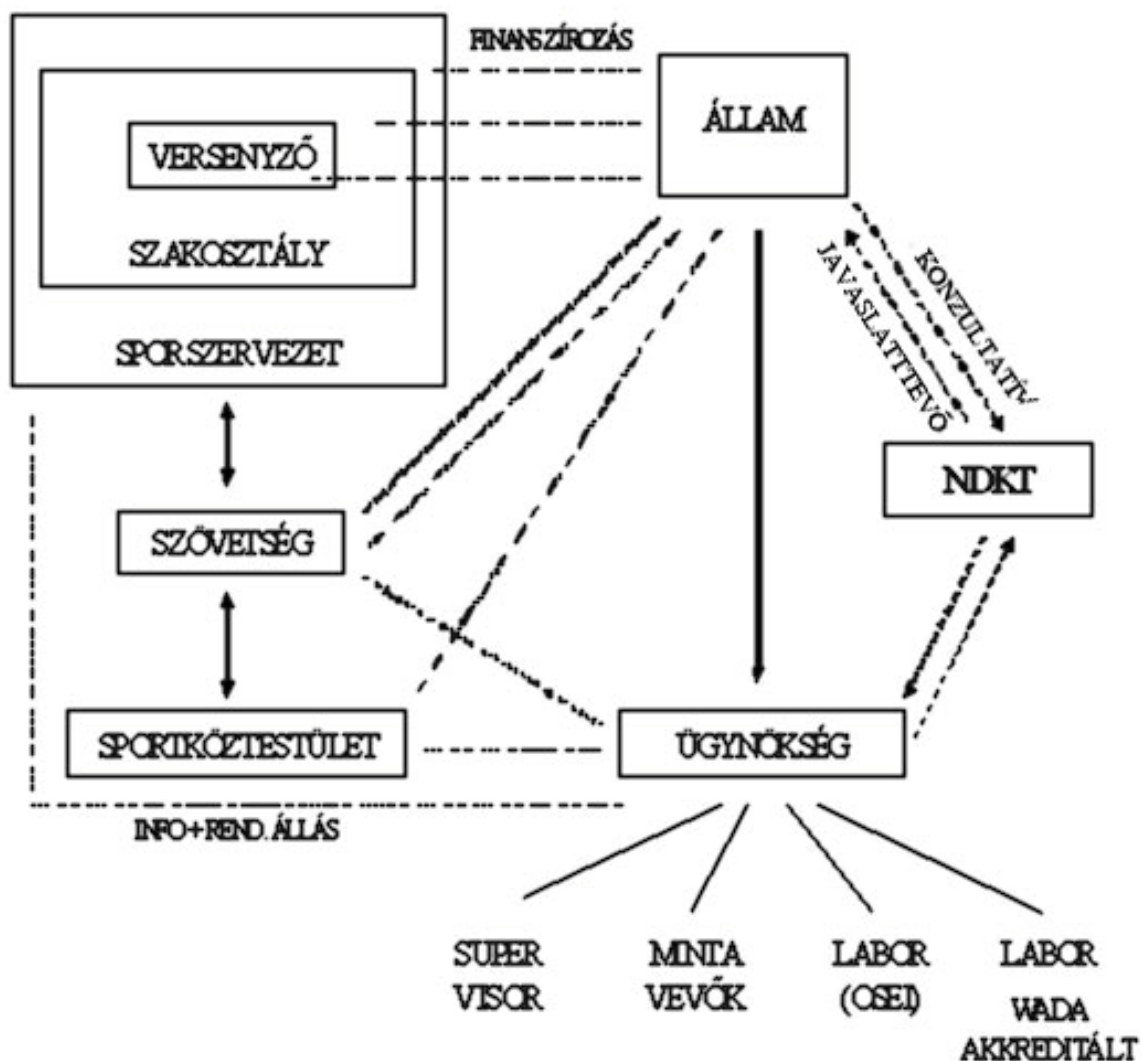 FINANSZÍROZÁS
ÁLLAM
VERSENYZŐ
SZAKOSZTÁLY
SPORSZERVEZET
KONZULTATÍV
JAVASLATTTEVŐ
NDKT
SZÖVETSÉG
SPORTKÖZTESTÜLET
ÜGYNÖKSÉG
INFO + REND. ÁLLÁS
SUPER
VISOR
MINTA
VEVŐK
LABOR
(OSEI)
LABOR
WADA
AKKREDITÁLT